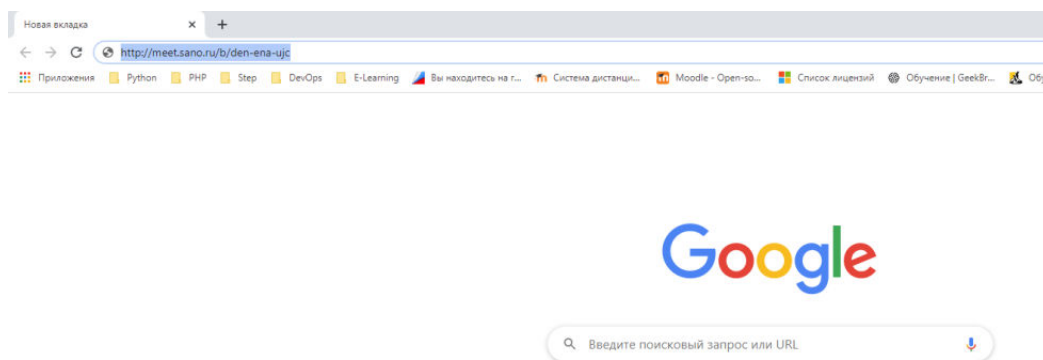 Новая вкладка
http://meet.sano.ru/b/den-ena-ujc
Приложения Python PHP Step DevOps E-Learning Вы находитесь на г... Система дистанци... Moodle - Open-so... Список лицензий Обучение | GeekBr... Обу
Google
Введите поисковый запрос или URL